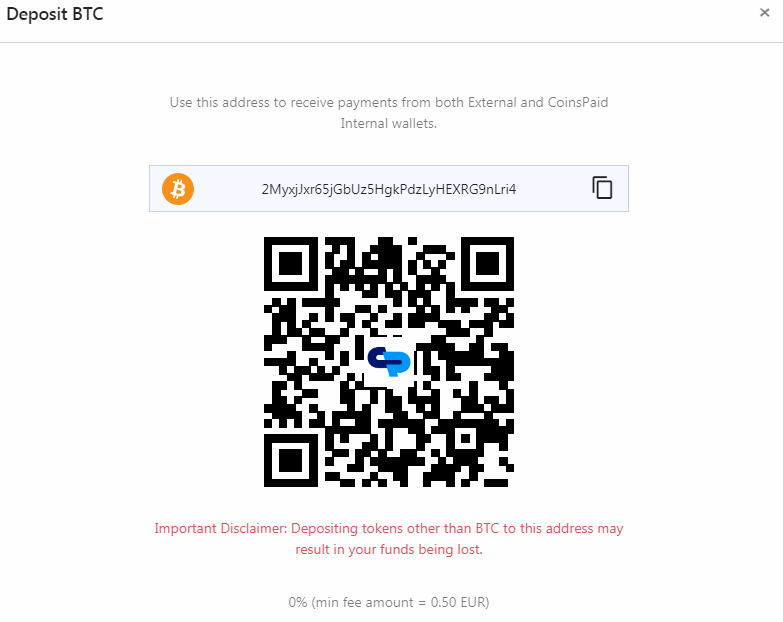 Deposit BTC
Use this address to receive payments from both External and CoinsPaid
Internal wallets.
2MyxjJxr65jGbUz5HgkPdzLyHEXRG9nLri4
Important Disclaimer: Depositing tokens other than BTC to this address may
result in your funds being lost.
0% (min fee amount = 0.50 EUR)